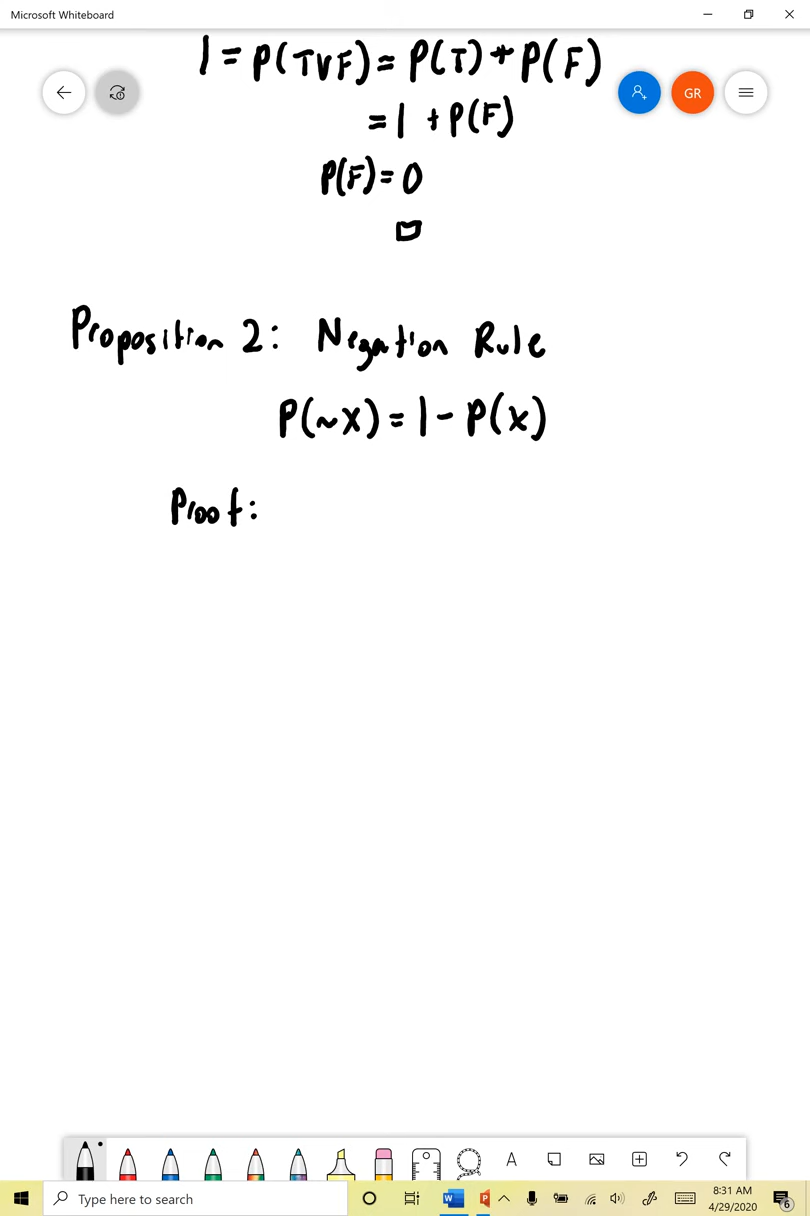 Microsoft Whiteboard
1 = P(TVF) = P(T) + P(F)
GR
= 1 + P(F)
P(F) = 0
Proposition 2: Negation Rule
P(~X) = 1 - P(X)
Proof:
A
Type here to search
8:31 AM
4/29/2020
6